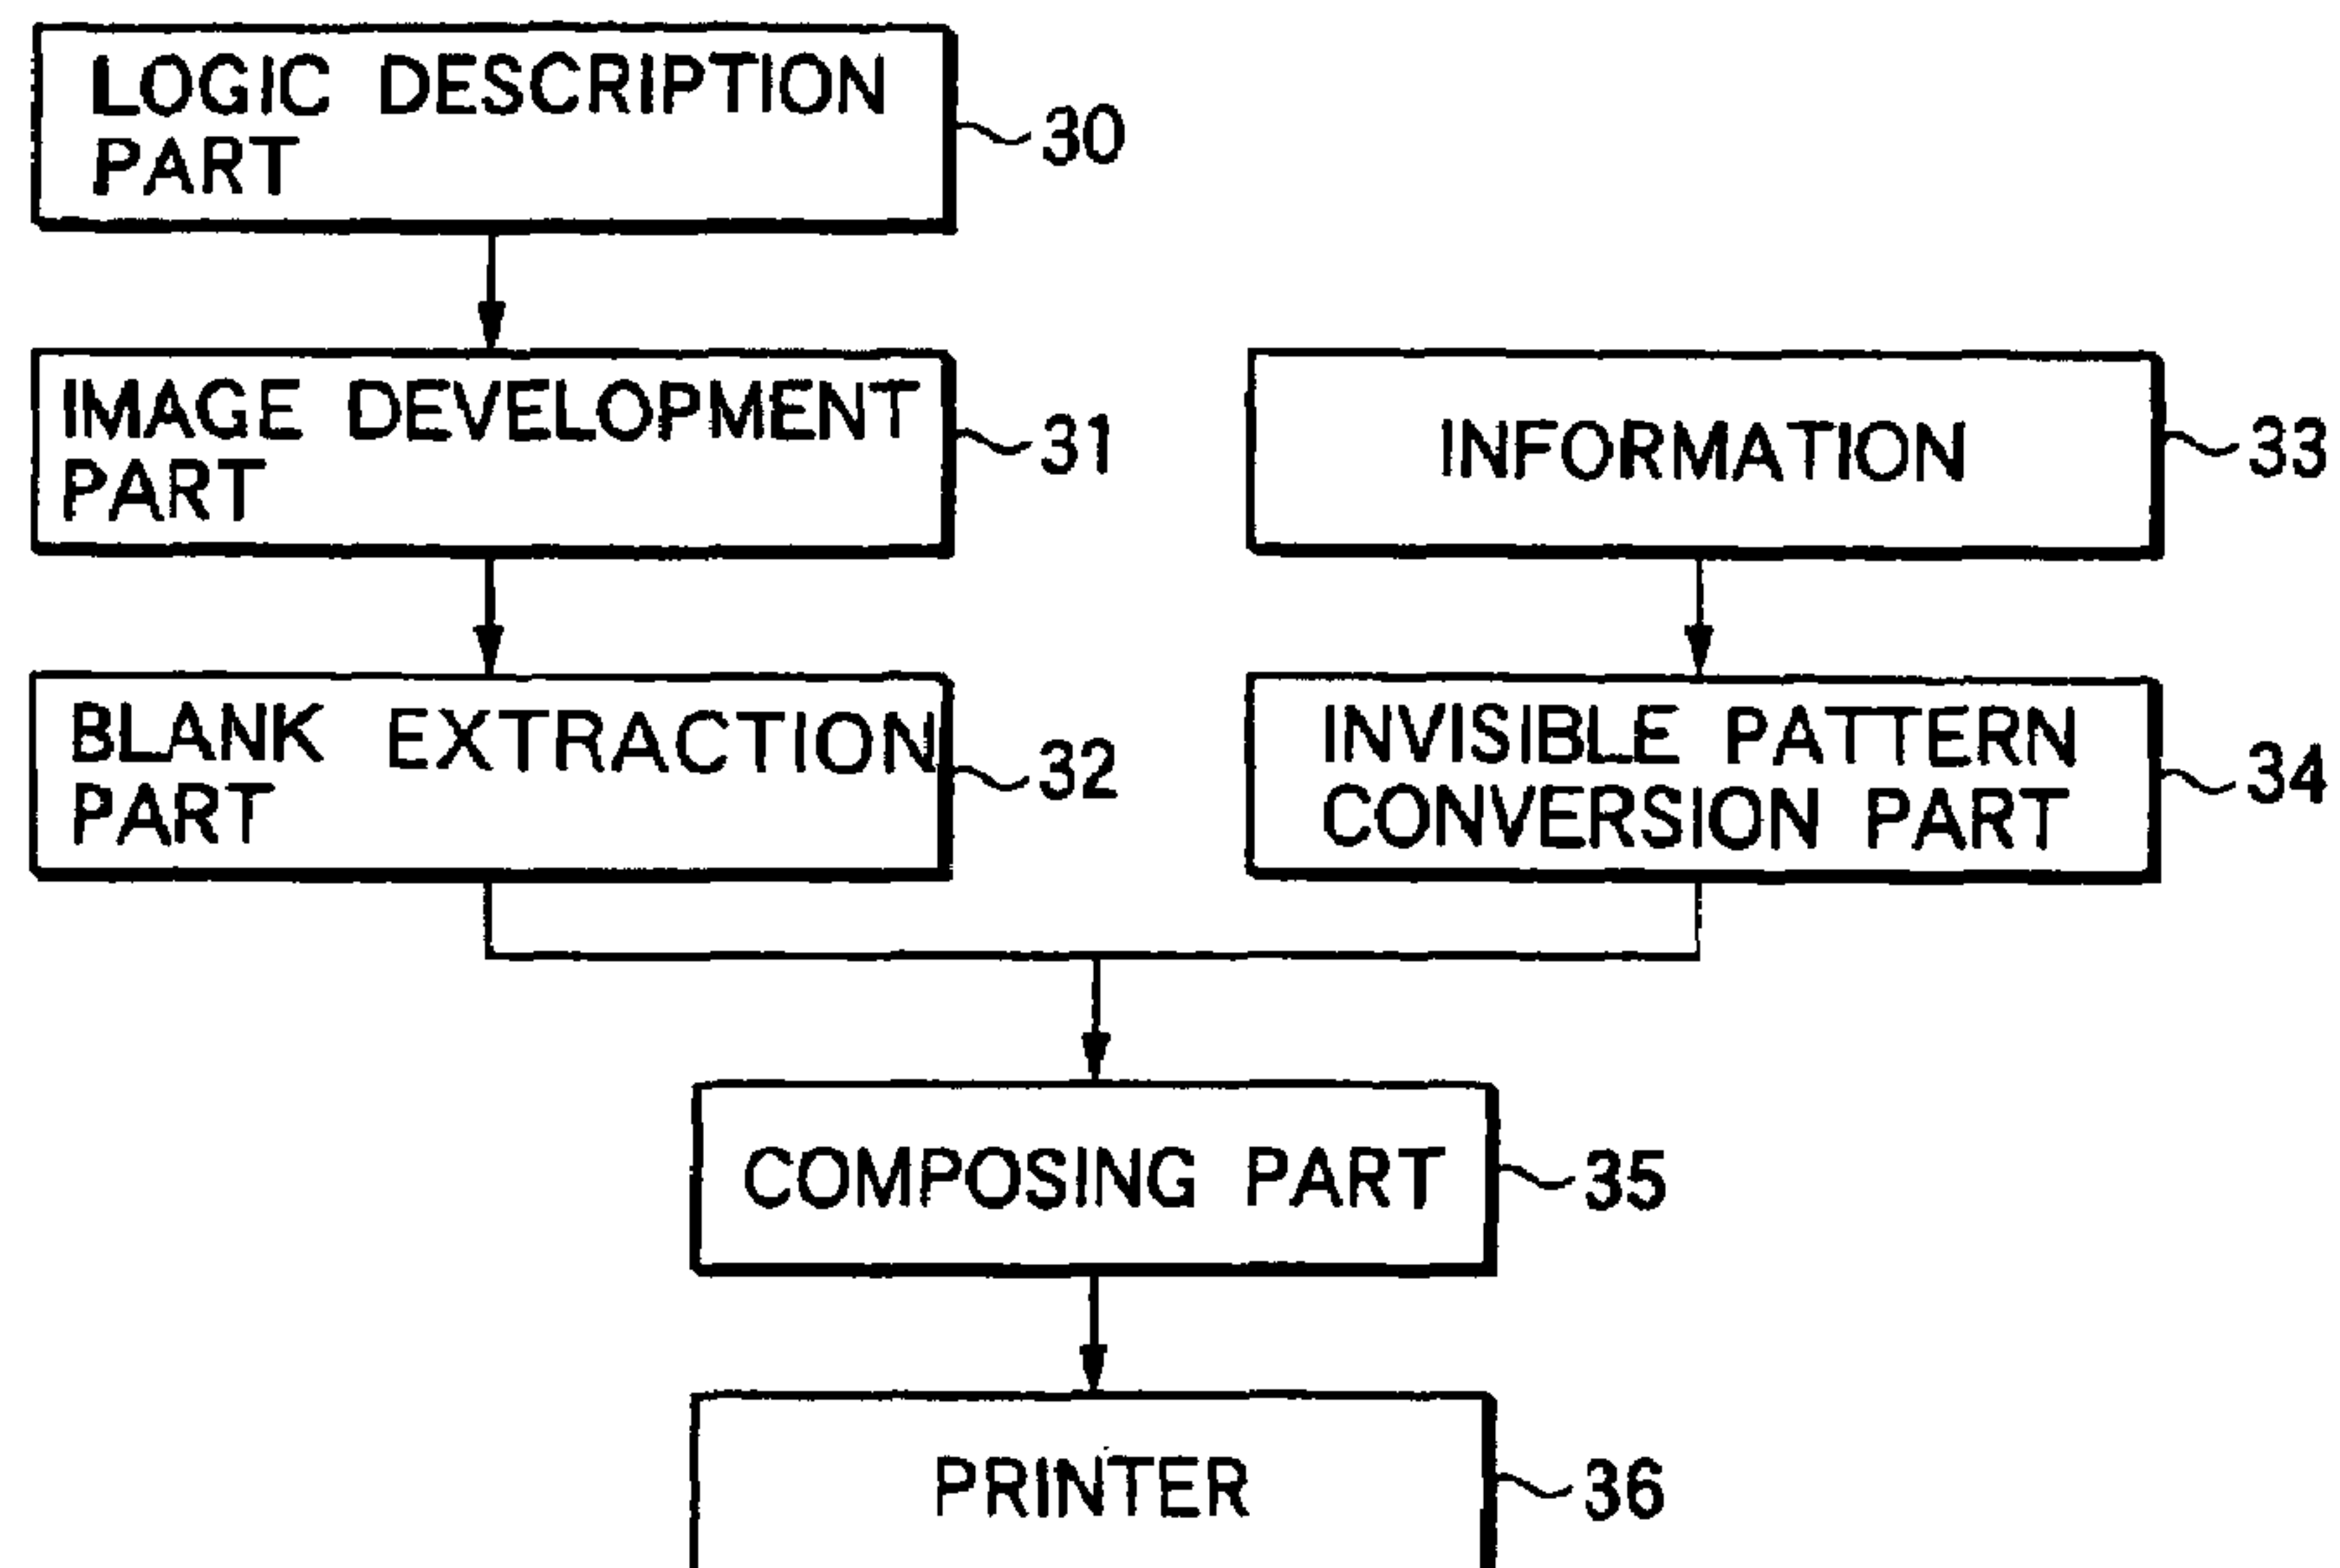 LOGIC DESCRIPTION
PART
30
IMAGE DEVELOPMENT
PART
31
INFORMATION
33
BLANK EXTRACTION
PART
32
INVISIBLE PATTERN
CONVERSION PART
34
COMPOSING PART
35
PRINTER
36